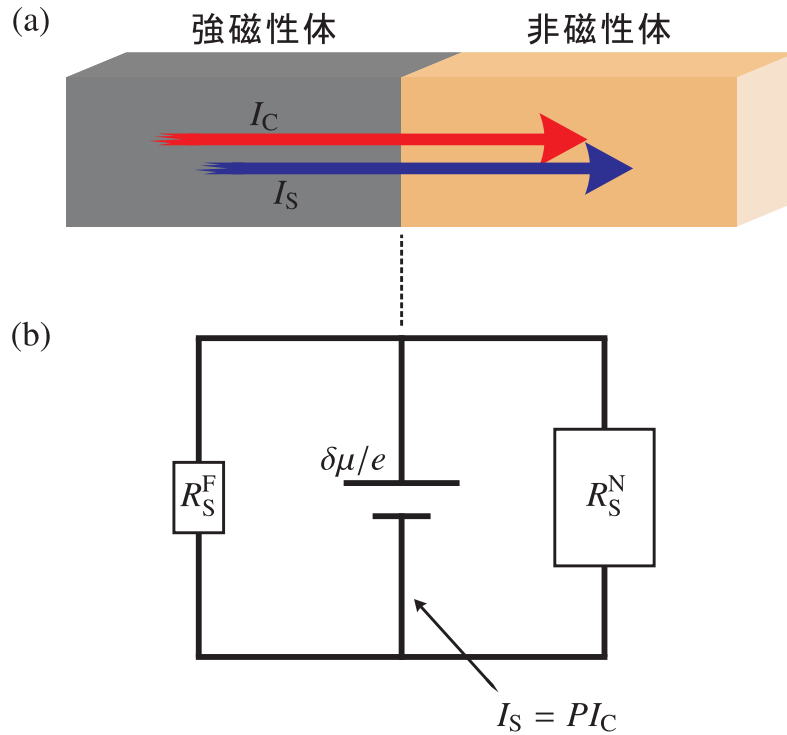 (a)
強磁性体 非磁性体
I_C
I_S
(b)
δμ/e
R_S^F
R_S^N
I_S = PI_C